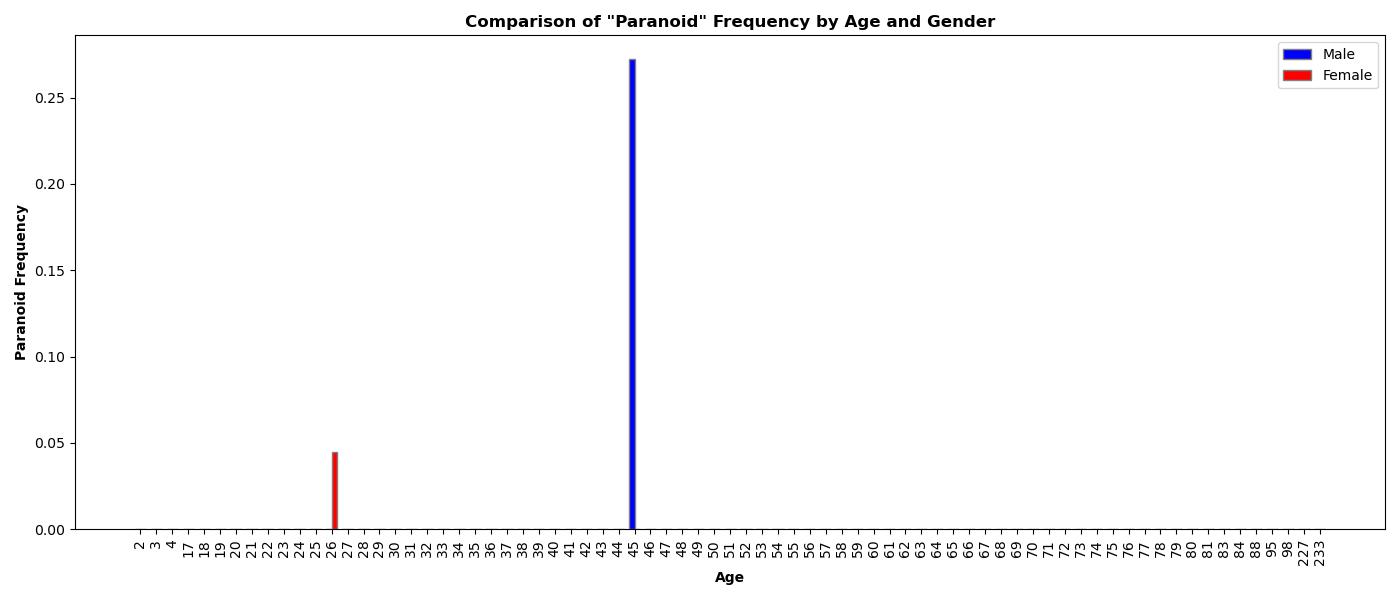 Comparison of "Paranoid" Frequency by Age and Gender
Male
Female
Paranoid Frequency
0.25
0.20
0.15
0.10
0.05
0.00
2 3 4 17 18 19 20 21 22 23 24 25 26 27 28 29 30 31 32 33 34 35 36 37 38 39 40 41 42 43 44 45 46 47 48 49 50 51 52 53 54 55 56 57 58 59 60 61 62 63 64 65 66 67 68 69 70 71 72 73 74 75 76 77 78 79 80 81 83 84 88 95 98 227 233
Age